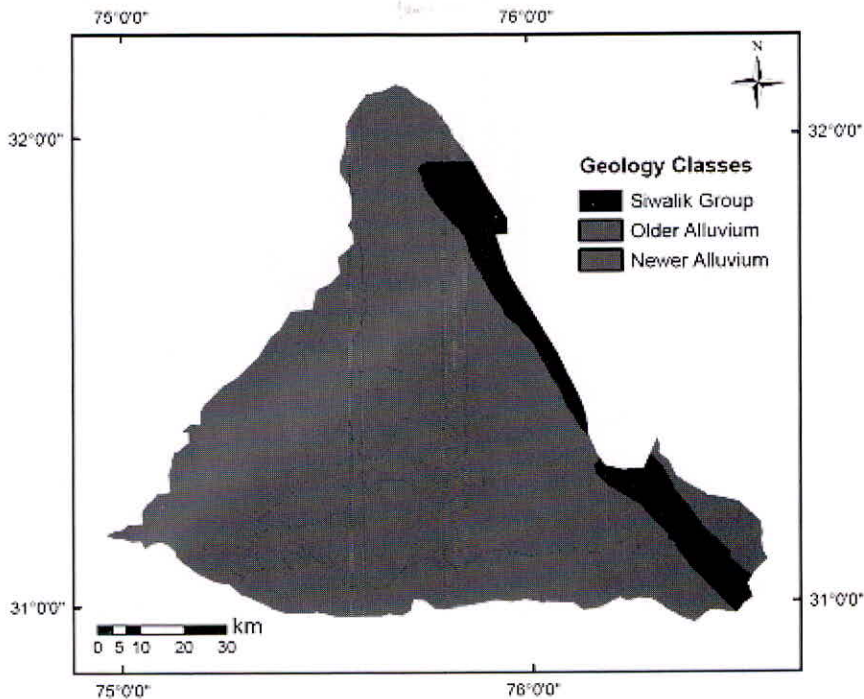 75°0'0"
76°0'0"
N
32°0'0"
32°0'0"
Geology Classes
Siwalik Group
Older Alluvium
Newer Alluvium
31°0'0"
31°0'0"
km
0 5 10 20 30
75°0'0"
76°0'0"